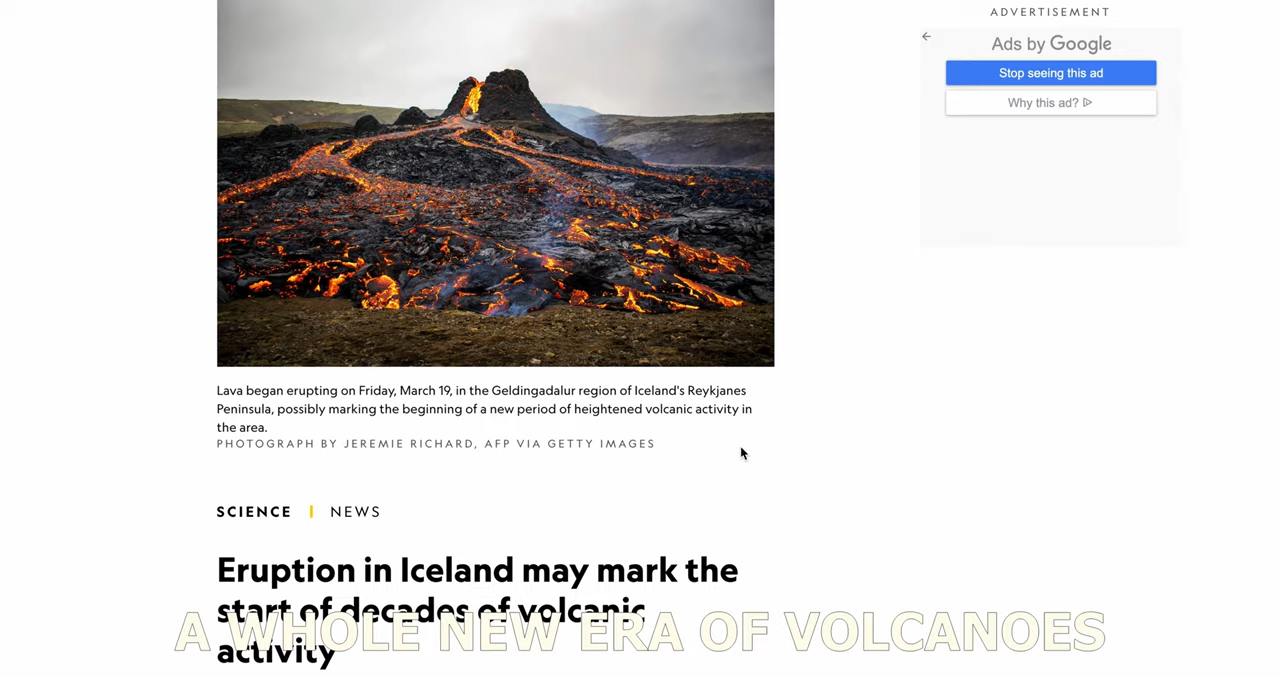 ADVERTISEMENT
Ads by Google
Stop seeing this ad
Why this ad?
Lava began erupting on Friday, March 19, in the Geldingadalur region of Iceland's Reykjanes
Peninsula, possibly marking the beginning of a new period of heightened volcanic activity in
the area.
PHOTOGRAPH BY JEREMIE RICHARD, AFP VIA GETTY IMAGES
SCIENCE | NEWS
Eruption in Iceland may mark the
start of decades of volcanic
activity
A WHOLE NEW ERA OF VOLCANOES